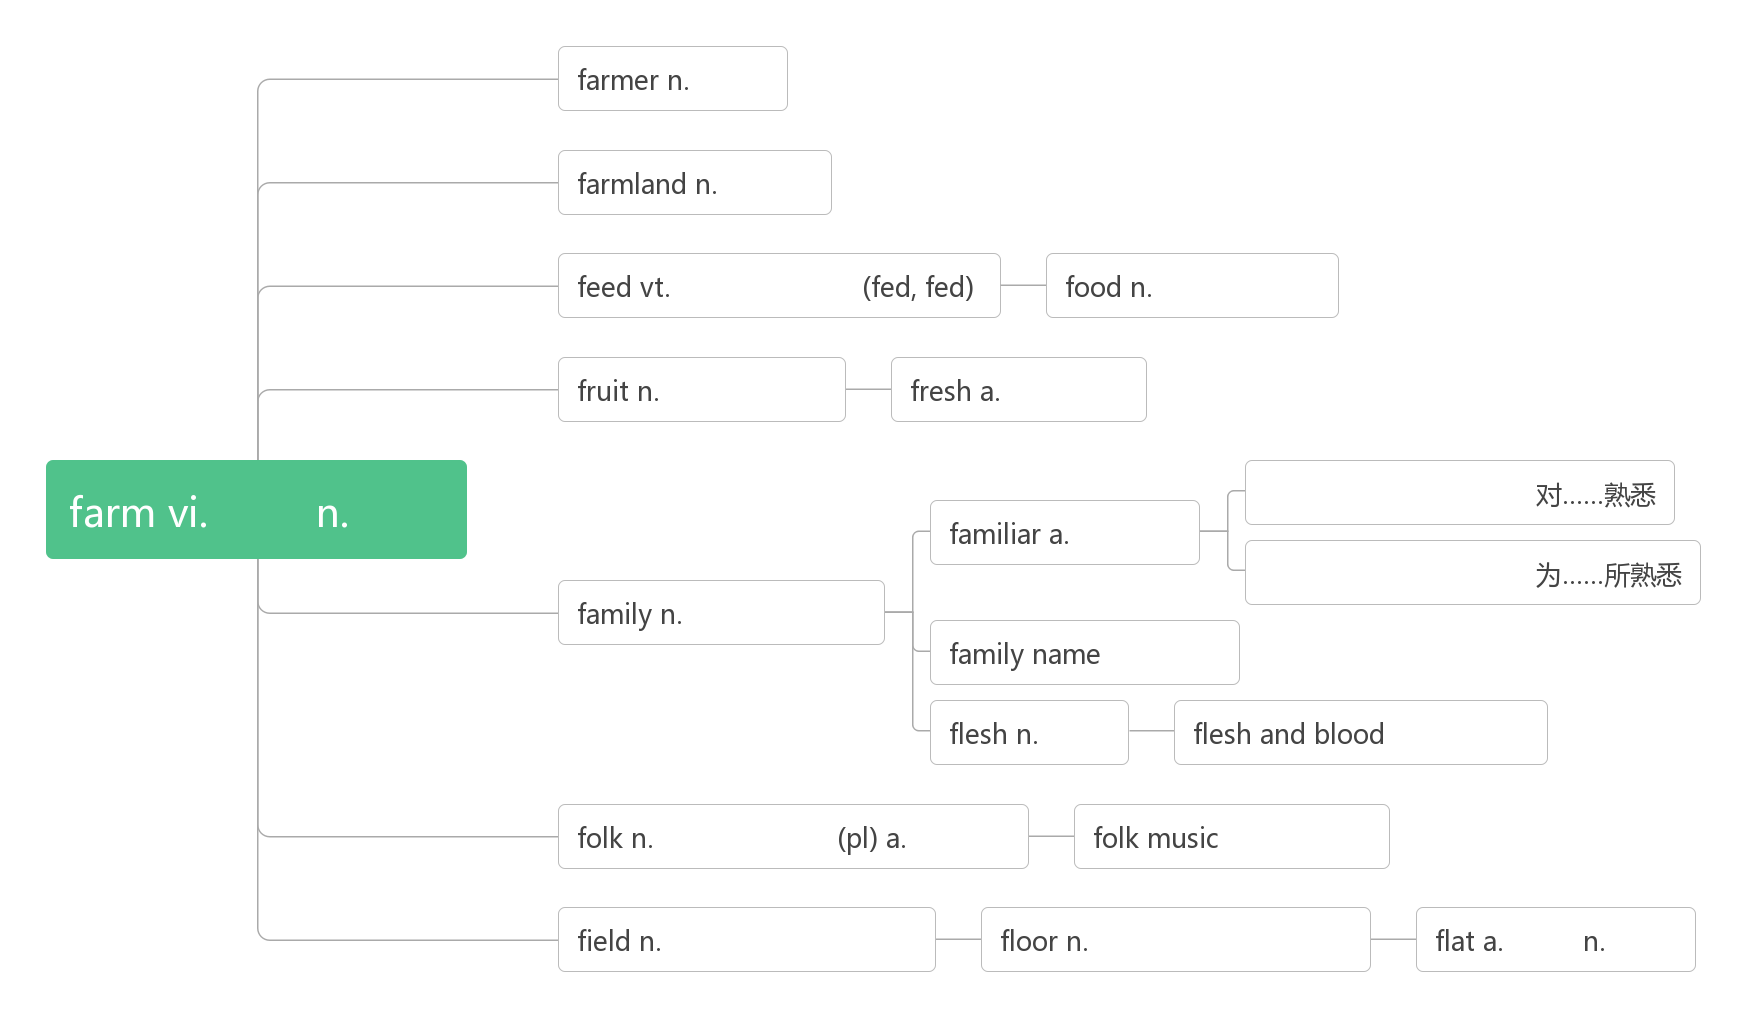 farmer n.
farmland n.
feed vt. (fed, fed)
food n.
fruit n.
fresh a.
farm vi. n.
family n.
familiar a.
对……熟悉
为……所熟悉
family name
flesh n.
flesh and blood
folk n. (pl) a.
folk music
field n.
floor n.
flat a. n.